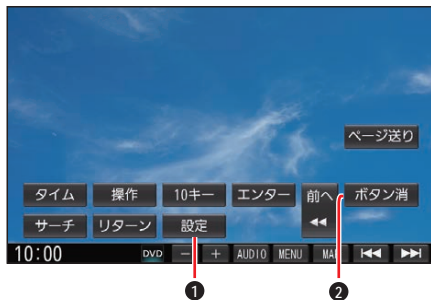 ページ送り
タイム 操作 10キー エンター 前へ ボタン消
サーチ リターン 設定
10:00 DVD − + AUDIO MENU
1 2